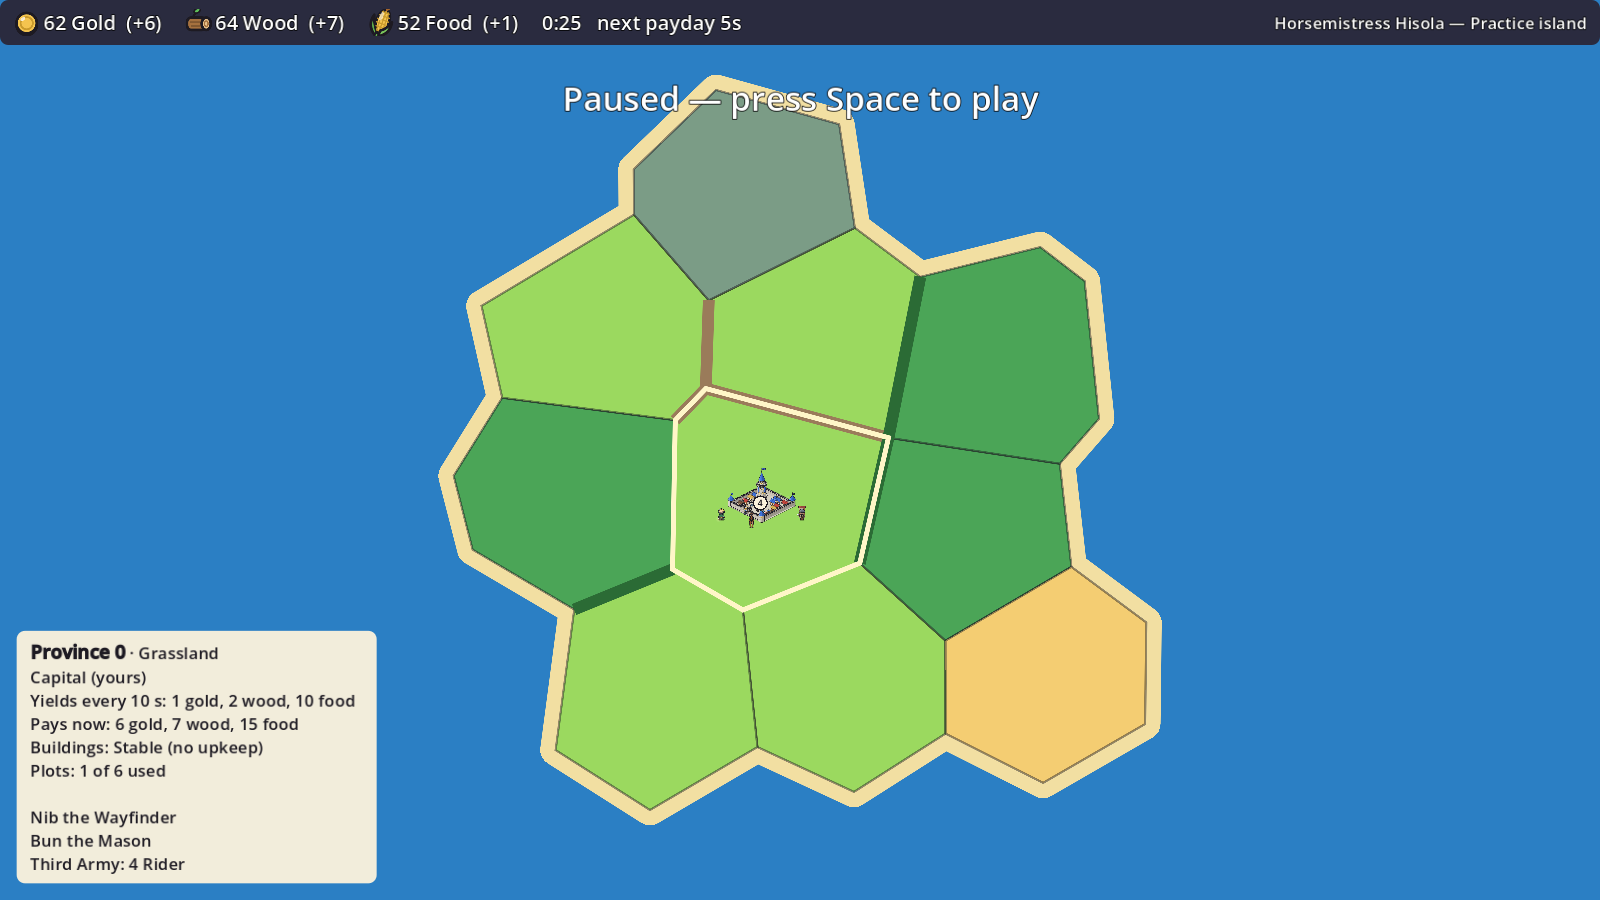 62 Gold (+6) 64 Wood (+7) 52 Food (+1) 0:25 next payday 5s
Horsemistress Hisola — Practice island
Paused — press Space to play
4
Province 0 · Grassland
Capital (yours)
Yields every 10 s: 1 gold, 2 wood, 10 food
Pays now: 6 gold, 7 wood, 15 food
Buildings: Stable (no upkeep)
Plots: 1 of 6 used
Nib the Wayfinder
Bun the Mason
Third Army: 4 Rider